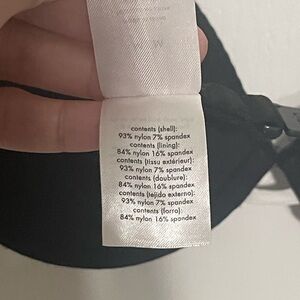 M
contents (shell):
93% nylon 7% spandex
contents (lining):
84% nylon 16% spandex
contents (tissu extérieur):
93% nylon 7% spandex
contents (doublure):
84% nylon 16% spandex
contents (tejido externo):
93% nylon 7% spandex
contents (forro):
84% nylon 16% spandex